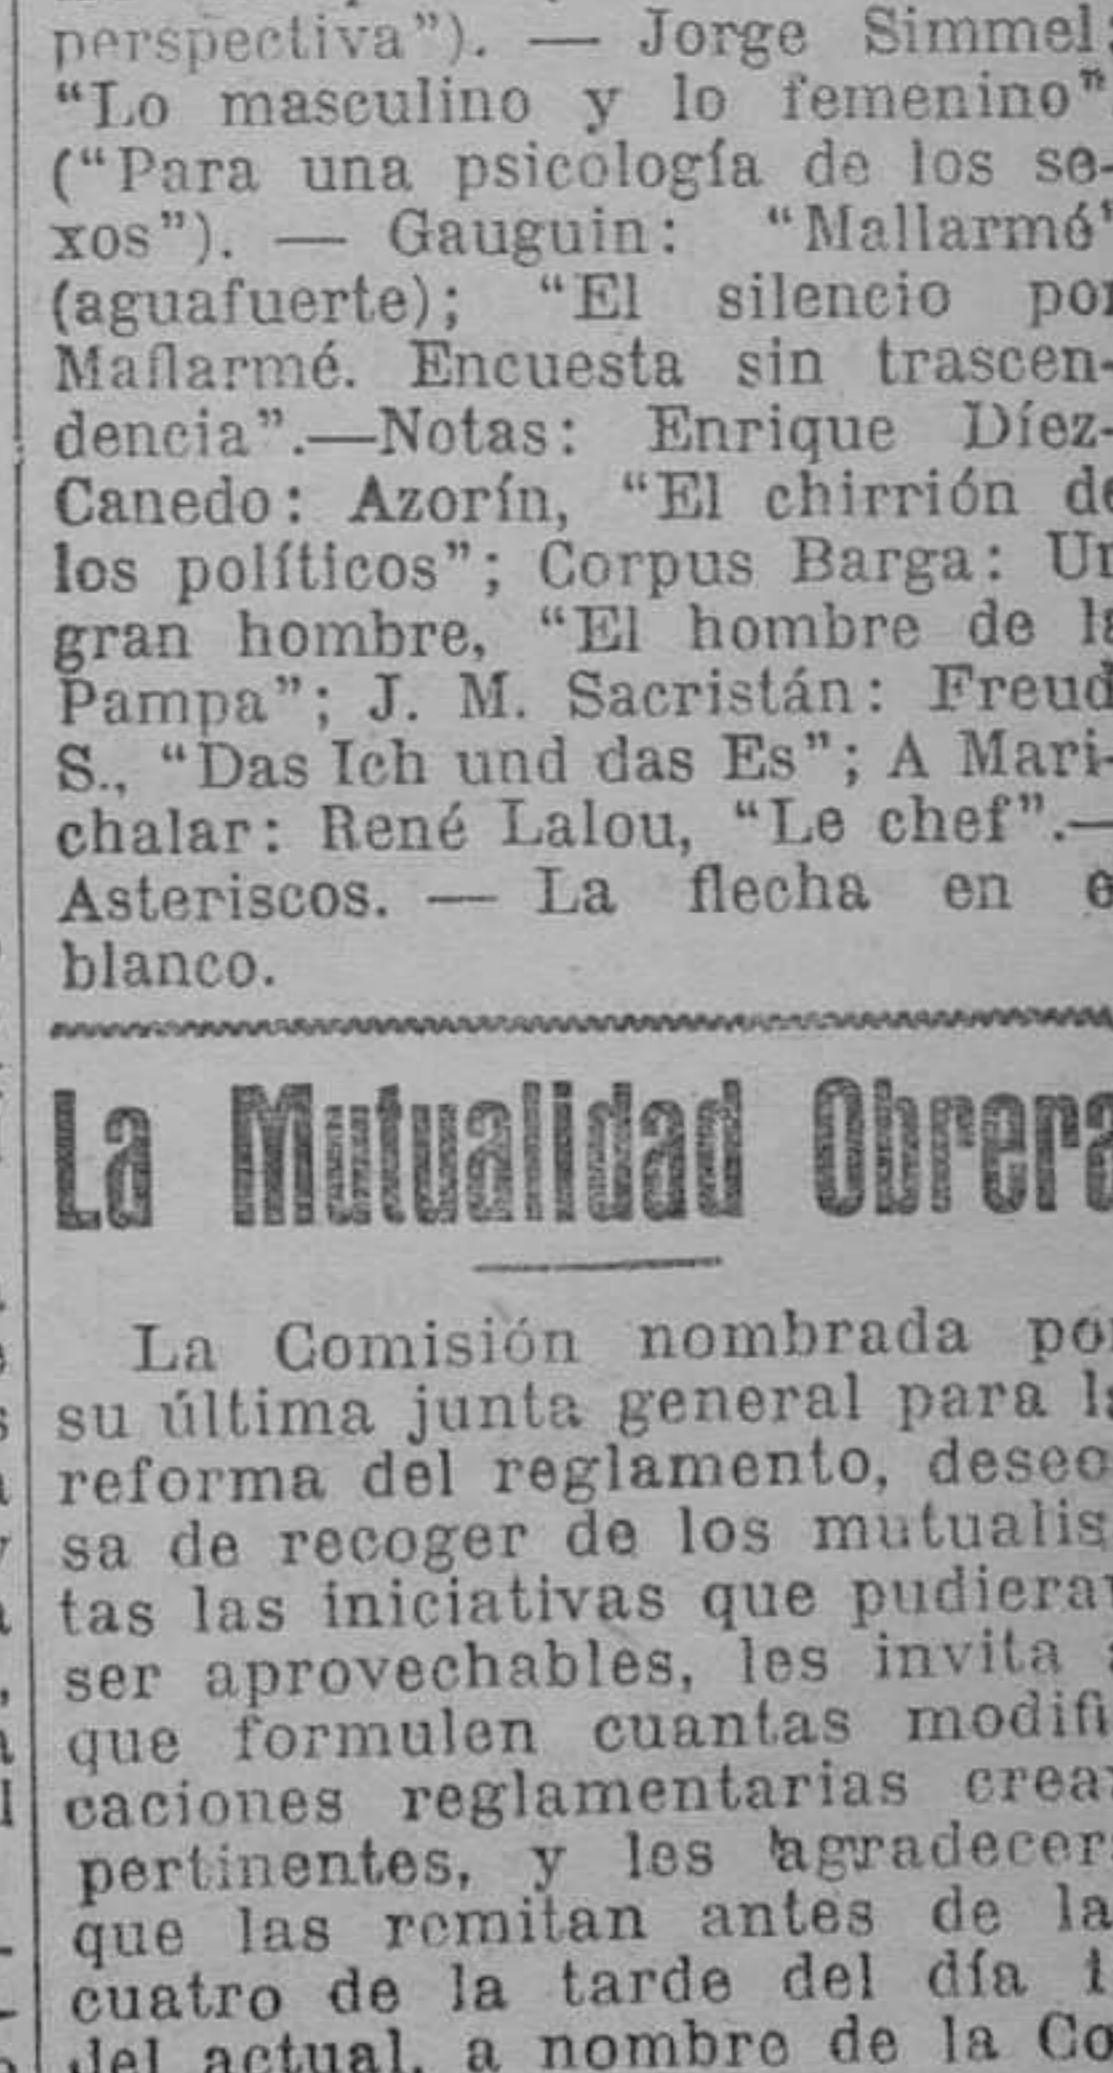 perspectiva”). — Jorge Simmel:
“Lo masculino y lo femenino”
(“Para una psicología de los se-
xos”). — Gauguin: “Mallarmé”
(aguafuerte); “El silencio por
Maflarmé. Encuesta sin trascen-
dencia”.—Notas: Enrique Díez-
Canedo: Azorín, “El chirrión de
los políticos”; Corpus Barga: Un
gran hombre, “El hombre de la
Pampa”; J. M. Sacristán: Freud
S., “Das Ich und das Es”; A Mari-
chalar: René Lalou, “Le chef”.—
Asteriscos. — La flecha en e
blanco.
La Mutualidad Obrera
La Comisión nombrada por
su última junta general para la
reforma del reglamento, deseo-
sa de recoger de los mutualis-
tas las iniciativas que pudieran
ser aprovechables, les invita a
que formulen cuantas modifi-
caciones reglamentarias crean
pertinentes, y les agradecer
que las remitan antes de la
cuatro de la tarde del día 1
del actual, a nombre de la Co